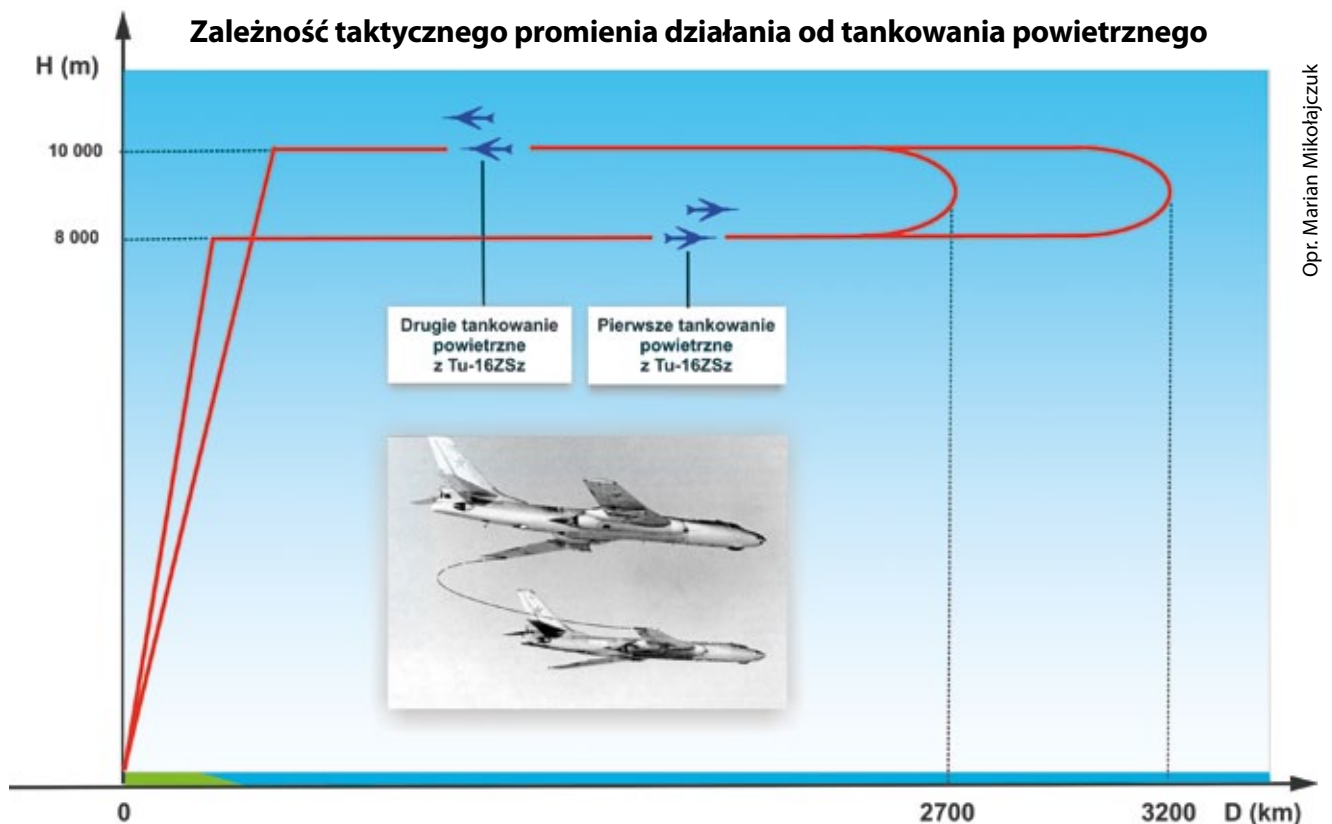 Zależność taktycznego promienia działania od tankowania powietrznego
H (m)
Opr. Marian Mikołajczuk
10 000
8 000
Drugie tankowanie
powietrzne
z Tu-16ZSz
Pierwsze tankowanie
powietrzne
z Tu-16ZSz
0
2700
3200
D (km)